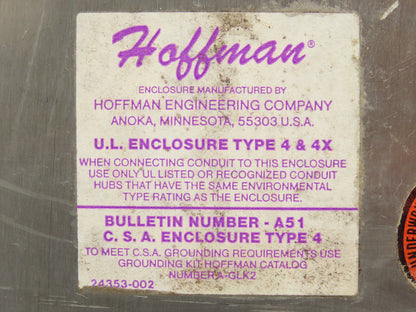 Hoffman®
ENCLOSURE MANUFACTURED BY
HOFFMAN ENGINEERING COMPANY
ANOKA, MINNESOTA, 55303 U.S.A.
U.L. ENCLOSURE TYPE 4 & 4X
WHEN CONNECTING CONDUIT TO THIS ENCLOSURE
USE ONLY UL LISTED OR RECOGNIZED CONDUIT
HUBS THAT HAVE THE SAME ENVIRONMENTAL
TYPE RATING AS THE ENCLOSURE.
BULLETIN NUMBER - A51
C. S. A. ENCLOSURE TYPE 4
TO MEET C.S.A. GROUNDING REQUIREMENTS USE
GROUNDING KIT HOFFMAN CATALOG
NUMBER A-GLK2
24353-002